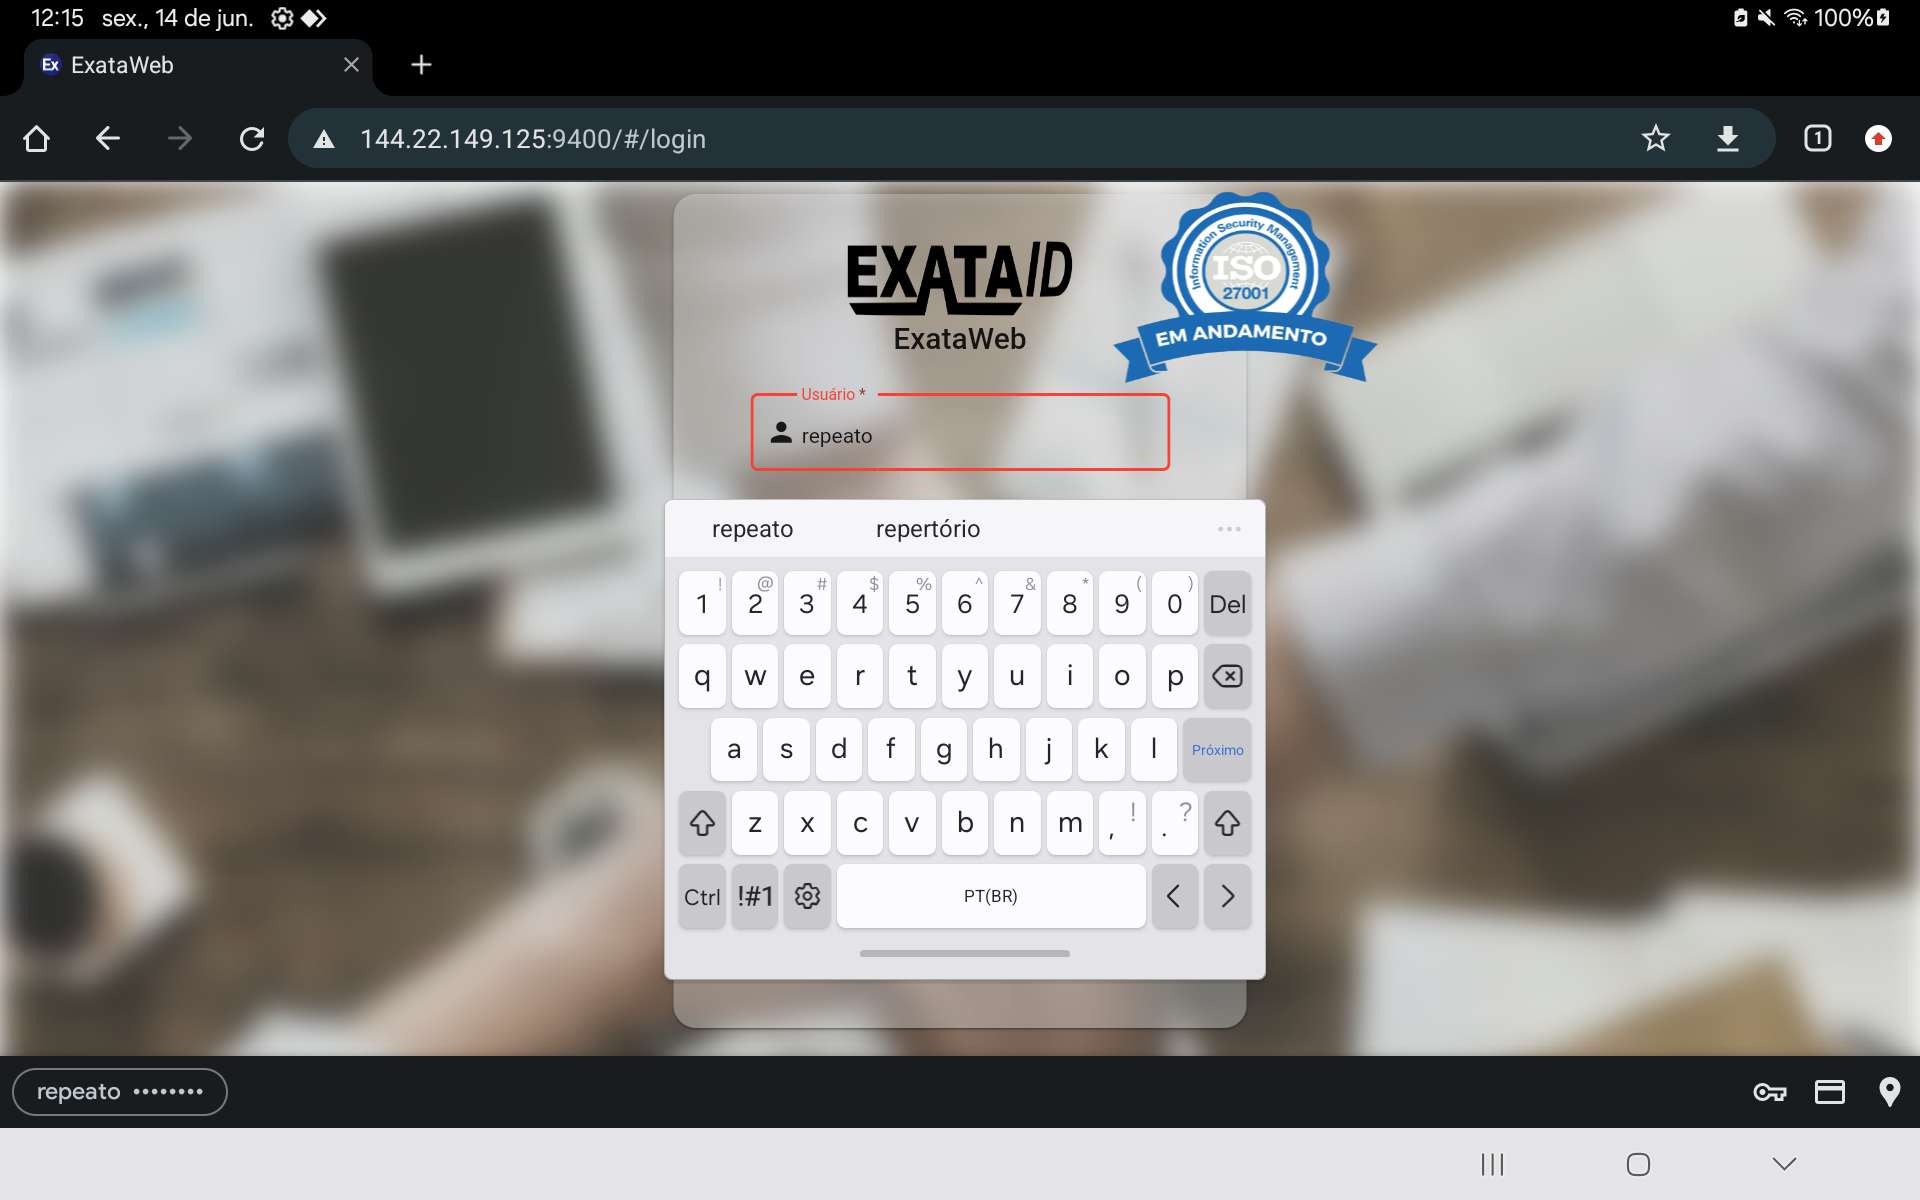 12:15 sex., 14 de jun. 100%
Ex ExataWeb
144.22.149.125:9400/#/login 1
EXATAID
ExataWeb
Information Security Management
ISO
27001
EM ANDAMENTO
Usuário *
repeato
repeato repertório
! @ # $ % ^ & * ( )
1 2 3 4 5 6 7 8 9 0 Del
q w e r t y u i o p
a s d f g h j k l Próximo
z x c v b n m , ! . ?
Ctrl !#1 PT(BR) < >
repeato ••••••••